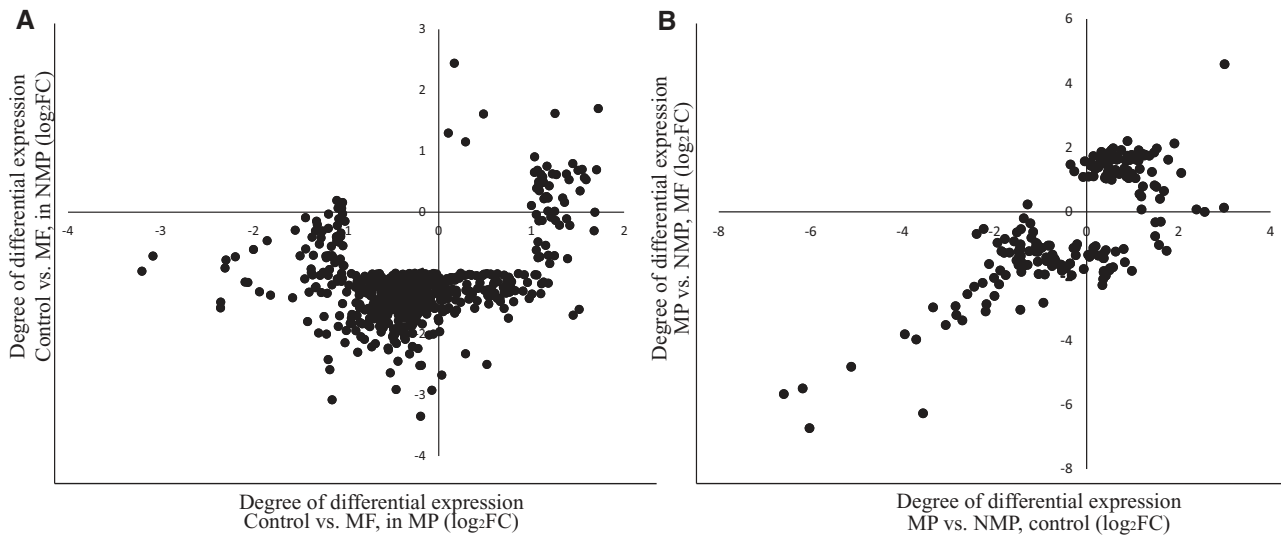 A
Degree of differential expression
Control vs. MF, in NMP (log₂FC)
3
2
1
0
-2
-3
-4
-4
-3
-2
-1
0
1
2
Degree of differential expression
Control vs. MF, in MP (log₂FC)
B
Degree of differential expression
MP vs. NMP, MF (log₂FC)
6
4
2
0
-4
-6
-8
-8
-6
-4
-2
0
2
4
Degree of differential expression
MP vs. NMP, control (log₂FC)